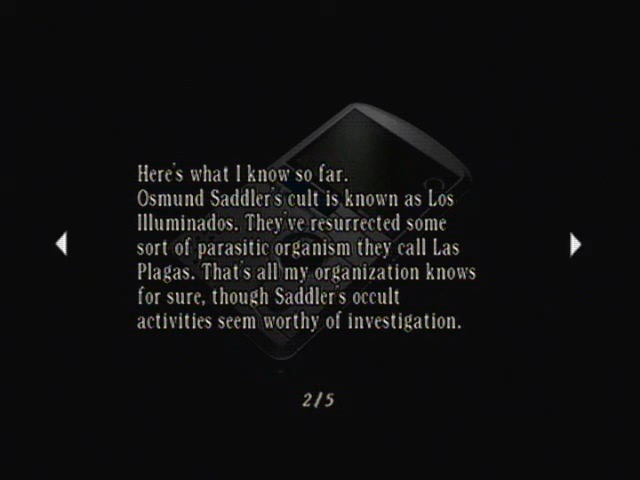 Here's what I know so far.
Osmund Saddler's cult is known as Los
Illuminados. They've resurrected some
sort of parasitic organism they call Las
Plagas. That's all my organization knows
for sure, though Saddler's occult
activities seem worthy of investigation.
2/5